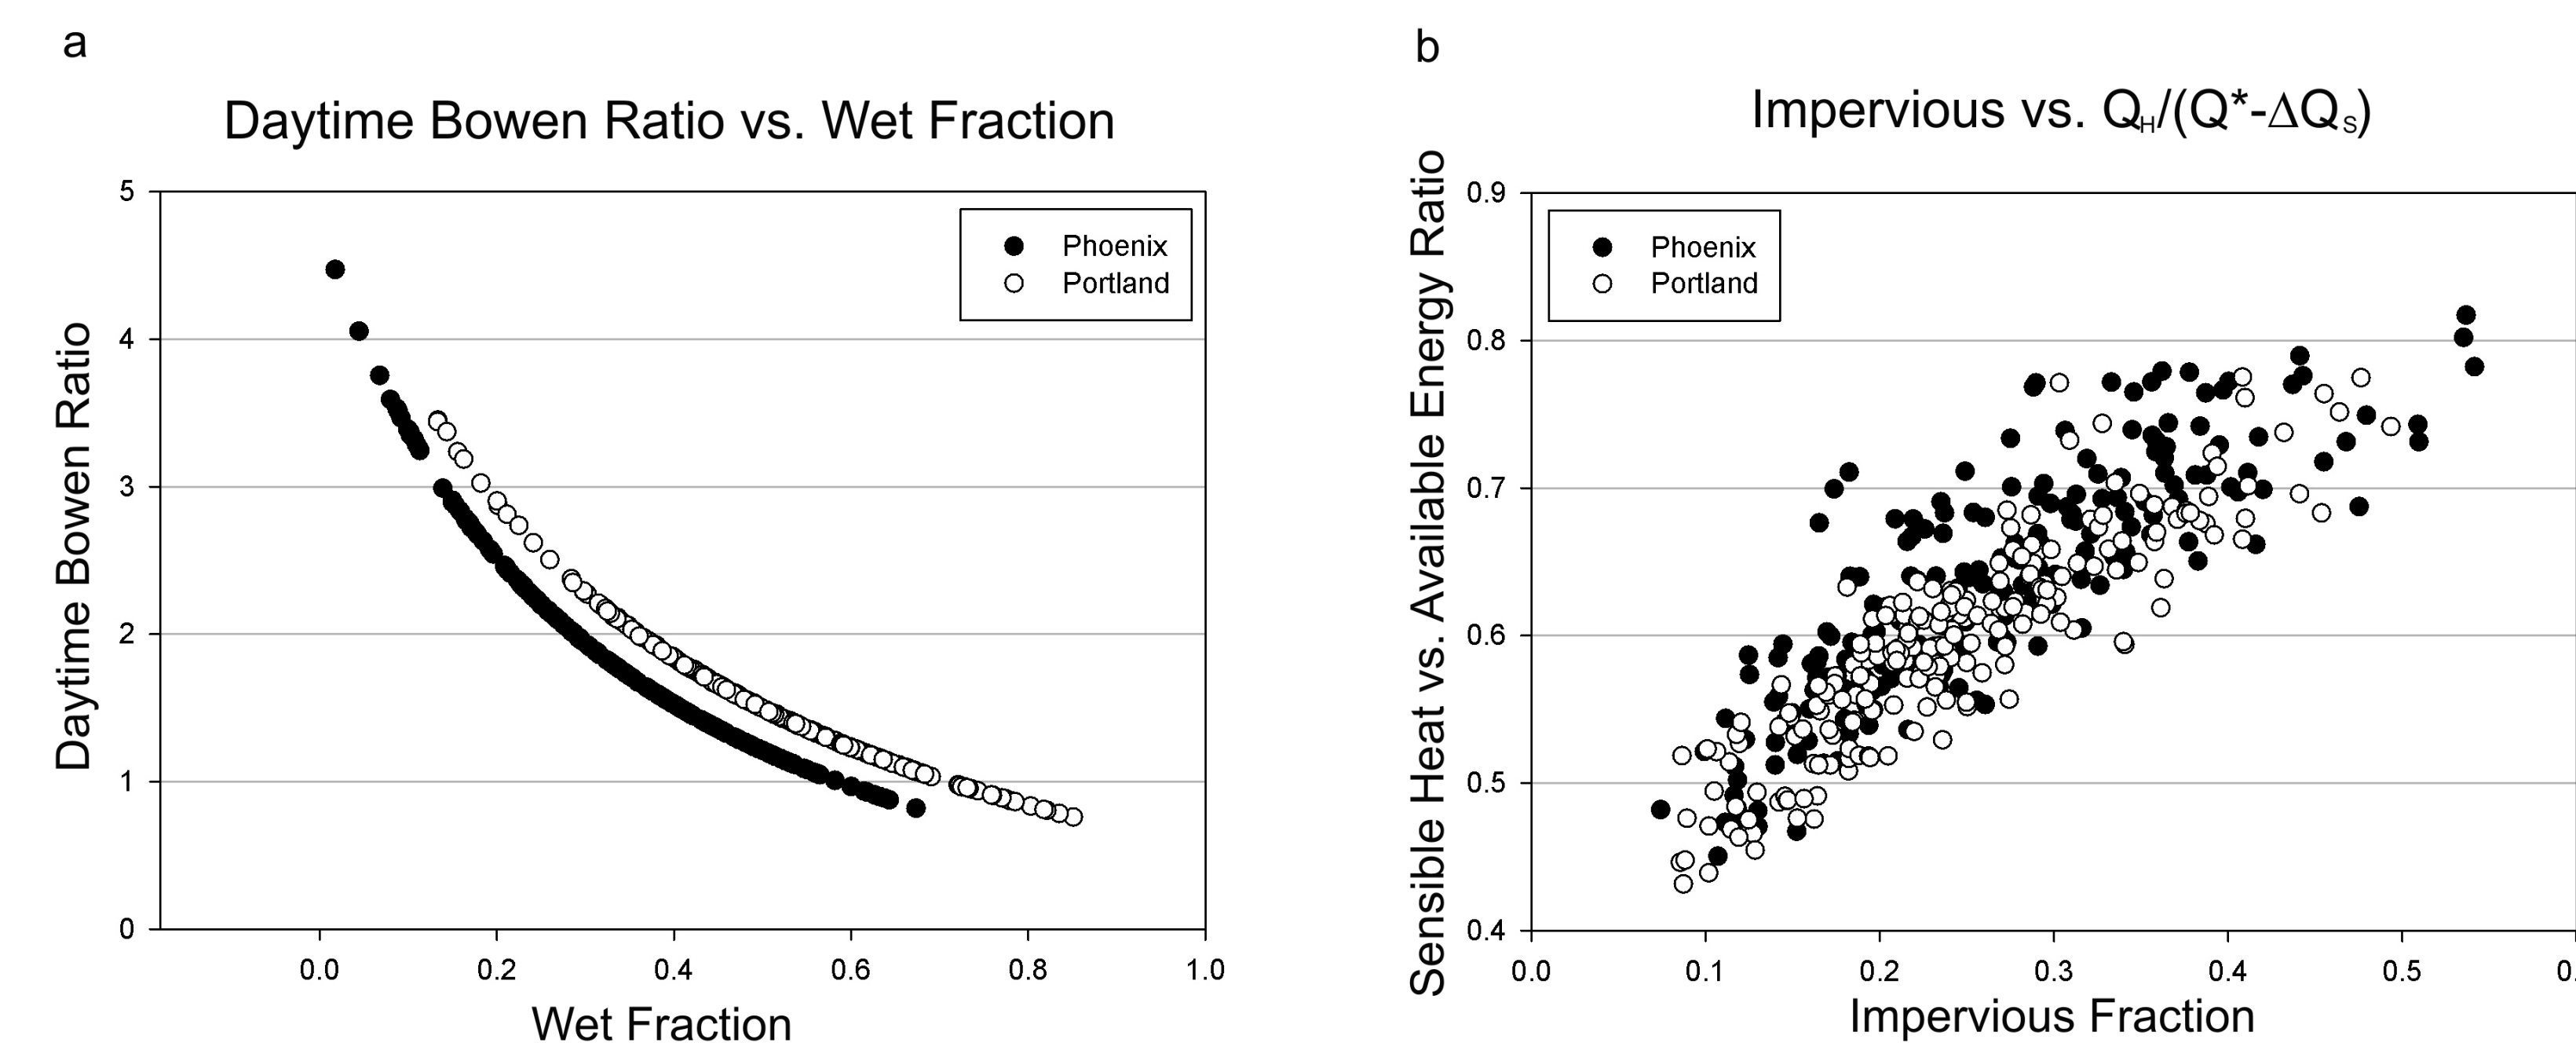 a
Daytime Bowen Ratio vs. Wet Fraction
Daytime Bowen Ratio
5
4
3
2
1
0
Phoenix
Portland
0.0 0.2 0.4 0.6 0.8 1.0
Wet Fraction
b
Impervious vs. QH/(Q*-ΔQS)
Sensible Heat vs. Available Energy Ratio
0.9
0.8
0.7
0.6
0.5
0.4
Phoenix
Portland
0.0 0.1 0.2 0.3 0.4 0.5
Impervious Fraction